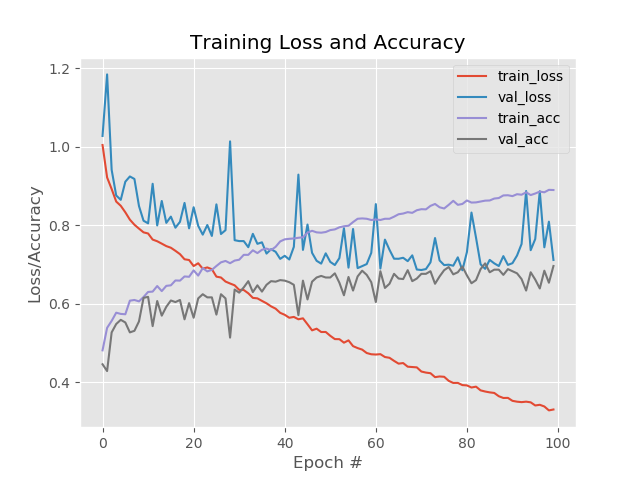 Training Loss and Accuracy
train_loss
val_loss
train_acc
val_acc
Loss/Accuracy
1.2
1.0
0.8
0.6
0.4
0 20 40 60 80 100
Epoch #